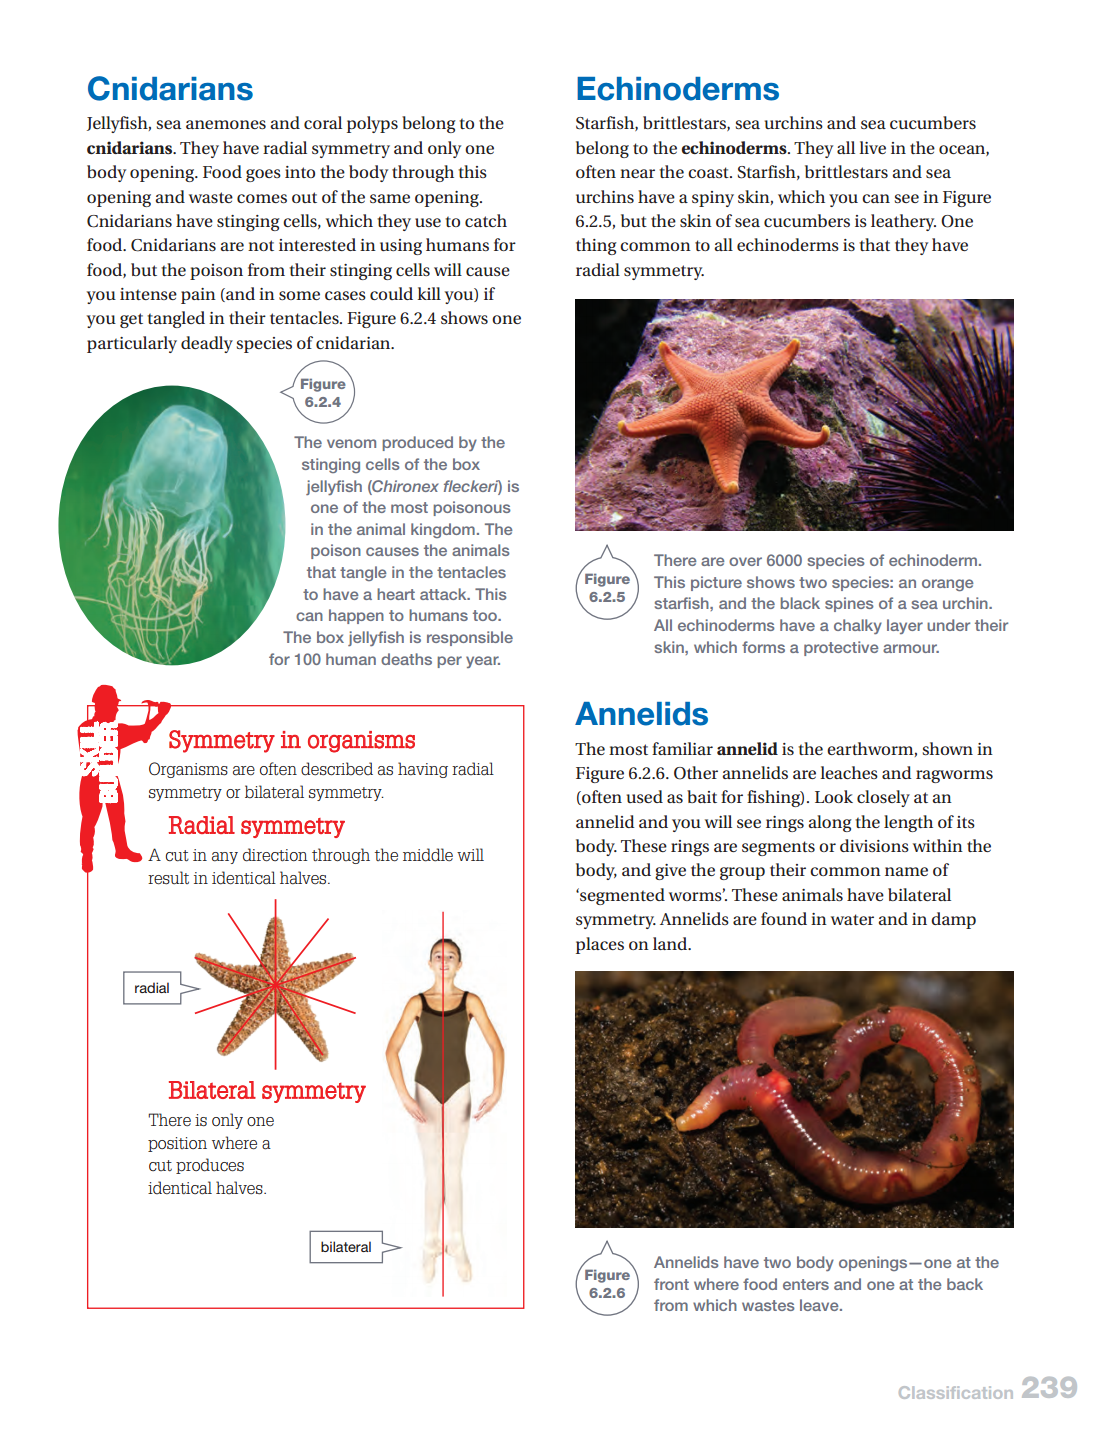 Cnidarians
Jellyfish, sea anemones and coral polyps belong to the
cnidarians. They have radial symmetry and only one
body opening. Food goes into the body through this
opening and waste comes out of the same opening.
Cnidarians have stinging cells, which they use to catch
food. Cnidarians are not interested in using humans for
food, but the poison from their stinging cells will cause
you intense pain (and in some cases could kill you) if
you get tangled in their tentacles. Figure 6.2.4 shows one
particularly deadly species of cnidarian.
Figure
6.2.4
The venom produced by the
stinging cells of the box
jellyfish (Chironex fleckeri) is
one of the most poisonous
in the animal kingdom. The
poison causes the animals
that tangle in the tentacles
to have a heart attack. This
can happen to humans too.
The box jellyfish is responsible
for 100 human deaths per year.
Symmetry in organisms
Organisms are often described as having radial
symmetry or bilateral symmetry.
Radial symmetry
A cut in any direction through the middle will
result in identical halves.
radial
Bilateral symmetry
There is only one
position where a
cut produces
identical halves.
bilateral
Echinoderms
Starfish, brittlestars, sea urchins and sea cucumbers
belong to the echinoderms. They all live in the ocean,
often near the coast. Starfish, brittlestars and sea
urchins have a spiny skin, which you can see in Figure
6.2.5, but the skin of sea cucumbers is leathery. One
thing common to all echinoderms is that they have
radial symmetry.
Figure
6.2.5
There are over 6000 species of echinoderm.
This picture shows two species: an orange
starfish, and the black spines of a sea urchin.
All echinoderms have a chalky layer under their
skin, which forms a protective armour.
Annelids
The most familiar annelid is the earthworm, shown in
Figure 6.2.6. Other annelids are leaches and ragworms
(often used as bait for fishing). Look closely at an
annelid and you will see rings along the length of its
body. These rings are segments or divisions within the
body, and give the group their common name of
‘segmented worms’. These animals have bilateral
symmetry. Annelids are found in water and in damp
places on land.
Figure
6.2.6
Annelids have two body openings—one at the
front where food enters and one at the back
from which wastes leave.
Classification 239